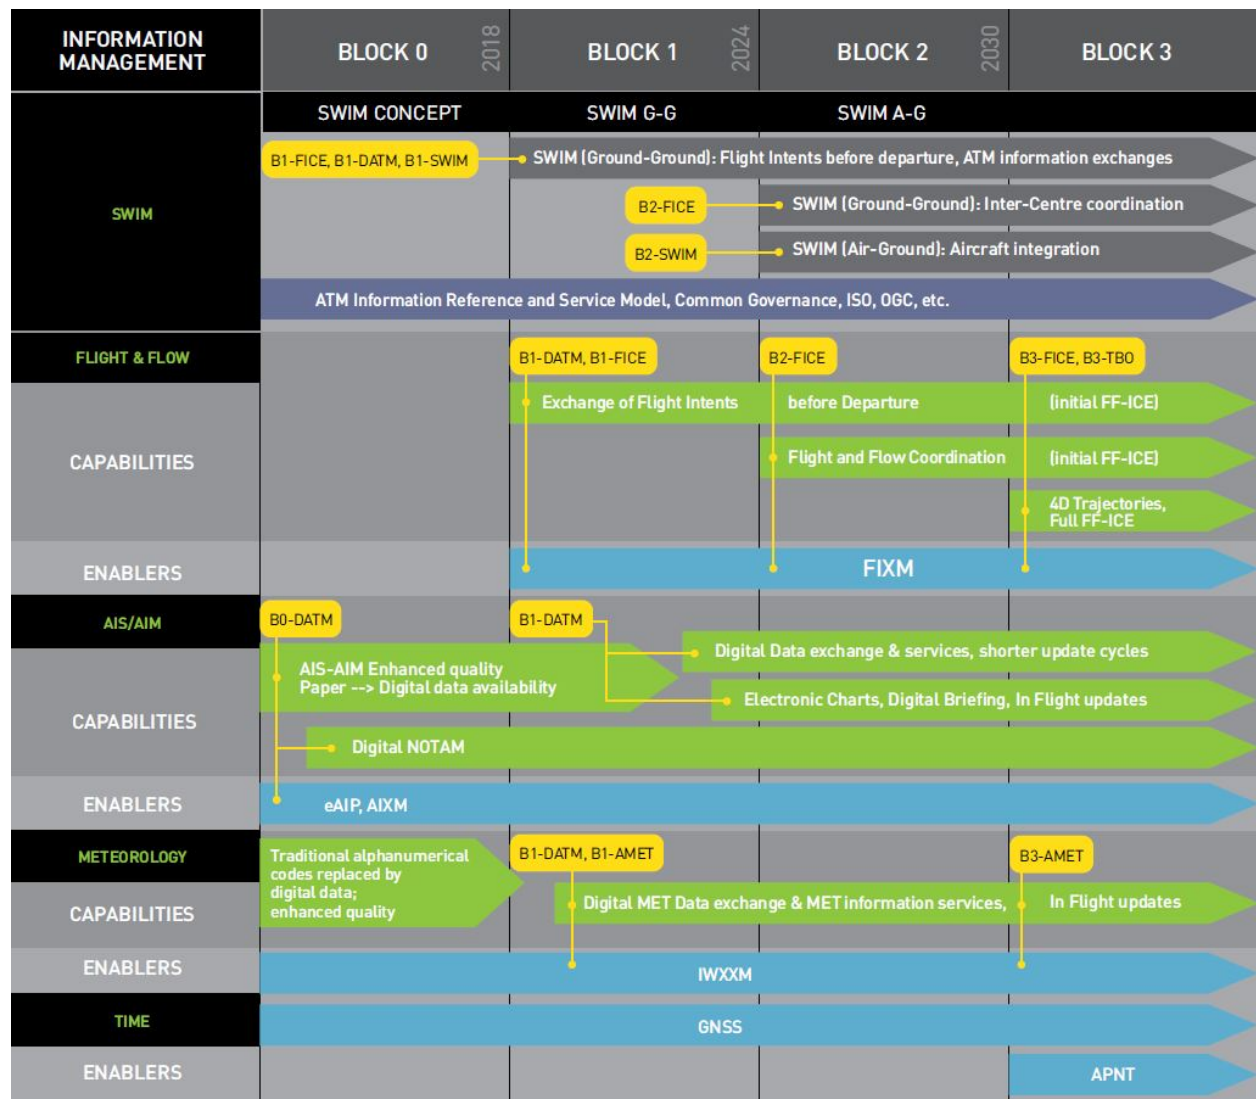 INFORMATION
MANAGEMENT
BLOCK 0
2018
BLOCK 1
2024
BLOCK 2
2030
BLOCK 3
SWIM CONCEPT
SWIM G-G
SWIM A-G
SWIM
B1-FICE, B1-DATM, B1-SWIM
SWIM (Ground-Ground): Flight Intents before departure, ATM information exchanges
B2-FICE
SWIM (Ground-Ground): Inter-Centre coordination
B2-SWIM
SWIM (Air-Ground): Aircraft integration
ATM Information Reference and Service Model, Common Governance, ISO, OGC, etc.
FLIGHT & FLOW
B1-DATM, B1-FICE
B2-FICE
B3-FICE, B3-TBO
CAPABILITIES
Exchange of Flight Intents before Departure (initial FF-ICE)
Flight and Flow Coordination (initial FF-ICE)
4D Trajectories,
Full FF-ICE
ENABLERS
FIXM
AIS/AIM
B0-DATM
B1-DATM
CAPABILITIES
AIS-AIM Enhanced quality
Paper --> Digital data availability
Digital Data exchange & services, shorter update cycles
Electronic Charts, Digital Briefing, In Flight updates
Digital NOTAM
ENABLERS
eAIP, AIXM
METEOROLOGY
Traditional alphanumerical
codes replaced by
digital data;
enhanced quality
B1-DATM, B1-AMET
B3-AMET
CAPABILITIES
Digital MET Data exchange & MET information services, In Flight updates
ENABLERS
IWXXM
TIME
GNSS
ENABLERS
APNT